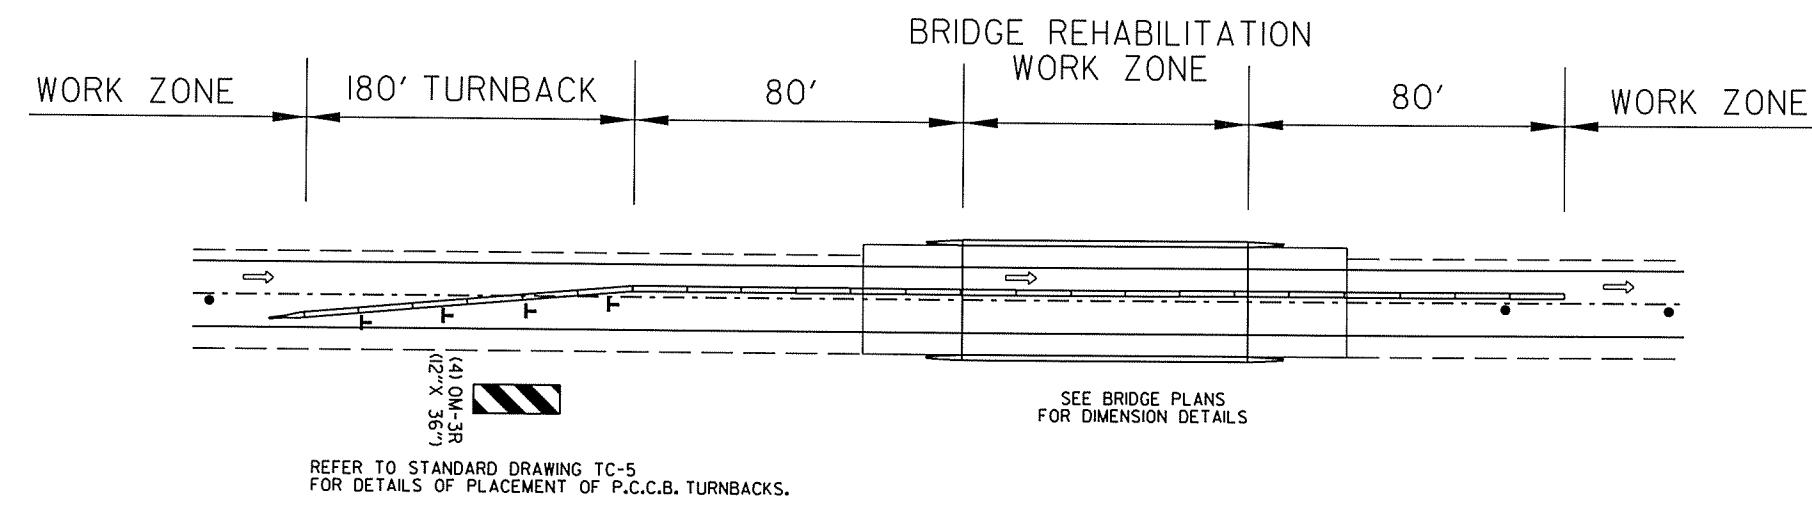 BRIDGE REHABILITATION
WORK ZONE
WORK ZONE
180' TURNBACK
80'
80'
WORK ZONE
(4) OM-3R
(12"X 36")
SEE BRIDGE PLANS
FOR DIMENSION DETAILS
REFER TO STANDARD DRAWING TC-5
FOR DETAILS OF PLACEMENT OF P.C.C.B. TURNBACKS.